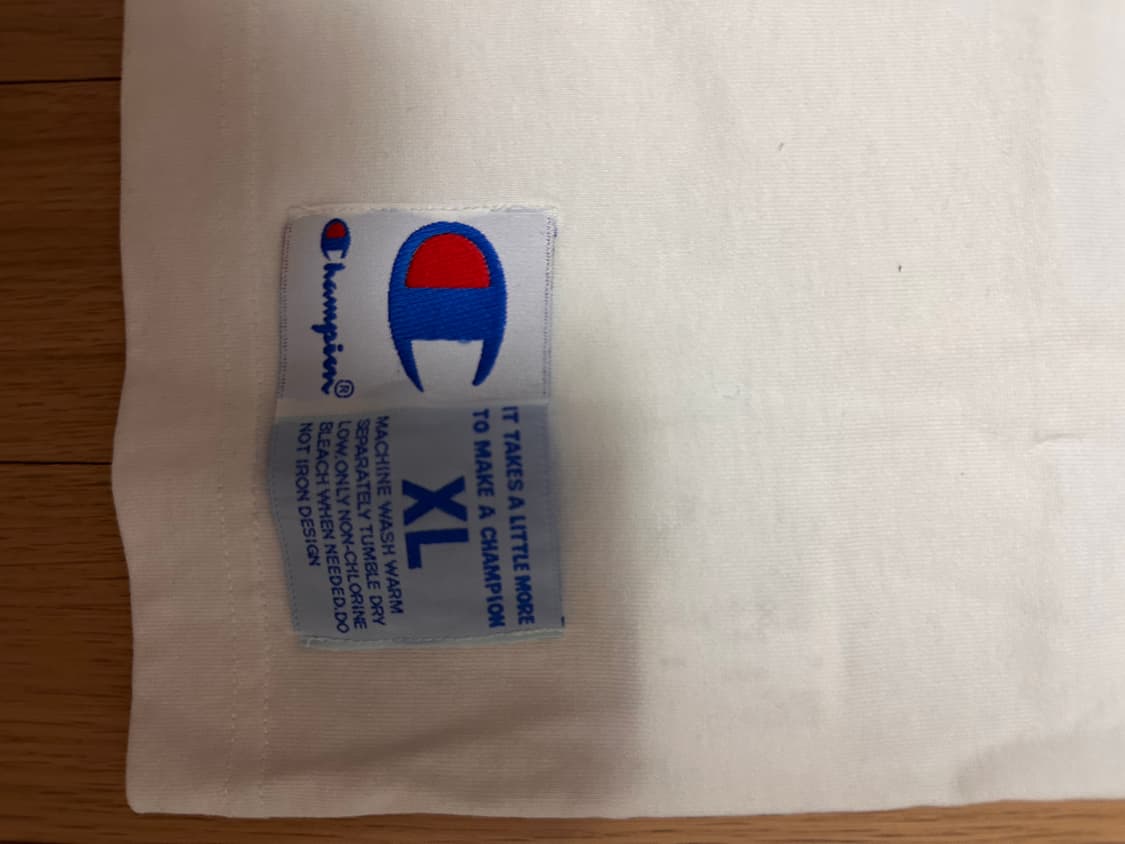 Champion®
IT TAKES A LITTLE MORE
TO MAKE A CHAMPION
XL
MACHINE WASH WARM
SEPARATELY TUMBLE DRY
LOW.ONLY NON-CHLORINE
BLEACH WHEN NEEDED.DO
NOT IRON DESIGN